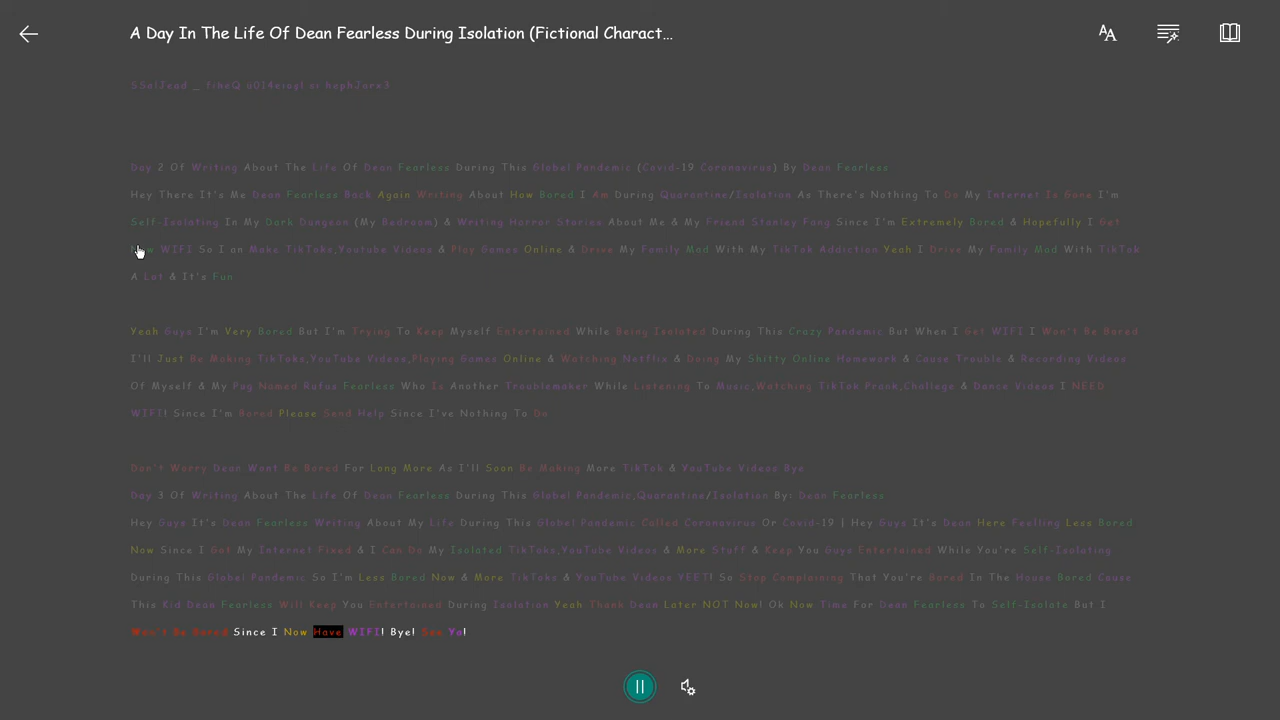 A Day In The Life Of Dean Fearless During Isolation (Fictional Charact...
Day 2 Of Writing About The Life Of Dean Fearless During This Global Pandemic (Covid-19 Coronavirus) By Dean Fearless
Hey There It's Me Dean Fearless Back Again Writing About How Bored I Am During Quarantine/Isolation As There's Nothing To Do My Internet Is Gone I'm
Self-Isolating In My Dark Dungeon (My Bedroom) & Writing Horror Stories About Me & My Friend Stanley Fang Since I'm Extremely Bored & Hopefully I Get
WIFI So I an Make TikToks,Youtube Videos & Play Games Online & Drive My Family Mad With My TikTok Addiction Yeah I Drive My Family Mad With TikTok
A Lot & It's Fun
Yeah Guys I'm Very Bored But I'm Trying To Keep Myself Entertained While Being Isolated During This Crazy Pandemic But When I Get WIFI I Won't Be Bored
I'll Just Be Making TikToks,YouTube Videos,Playing Games Online & Watching Netflix & Doing My Shitty Online Homework & Cause Trouble & Recording Videos
Of Myself & My Pug Named Rufus Fearless Who Is Another Troublemaker While Listening To Music,Watching TikTok Prank,Challege & Dance Videos I NEED
WIFI! Since I'm Bored Please Send Help Since I've Nothing To Do
Don't Worry Dean Wont Be Bored For Long More As I'll Soon Be Making More TikTok & YouTube Videos Bye
Day 3 Of Writing About The Life Of Dean Fearless During This Global Pandemic,Quarantine/Isolation By: Dean Fearless
Hey Guys It's Dean Fearless Writing About My Life During This Global Pandemic Called Coronavirus Or Covid-19 | Hey Guys It's Dean Here Feelling Less Bored
Now Since I Got My Internet Fixed & I Can Do My Isolated TikToks,YouTube Videos & More Stuff & Keep You Guys Entertained While You're Self-Isolating
During This Global Pandemic So I'm Less Bored Now & More TikToks & YouTube Videos YEET! So Stop Complaining That You're Bored In The House Bored Cause
This Kid Dean Fearless Will Keep You Entertained During Isolation Yeah Thank Dean Later NOT Now! Ok Now Time For Dean Fearless To Self-Isolate But I
Won't Be Bored Since I Now Have WIFI! Bye! See Ya!